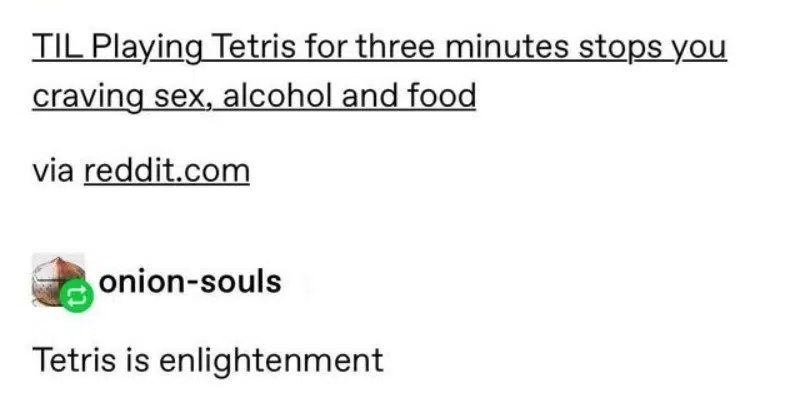 TIL Playing Tetris for three minutes stops you
craving sex, alcohol and food
via reddit.com
onion-souls
Tetris is enlightenment